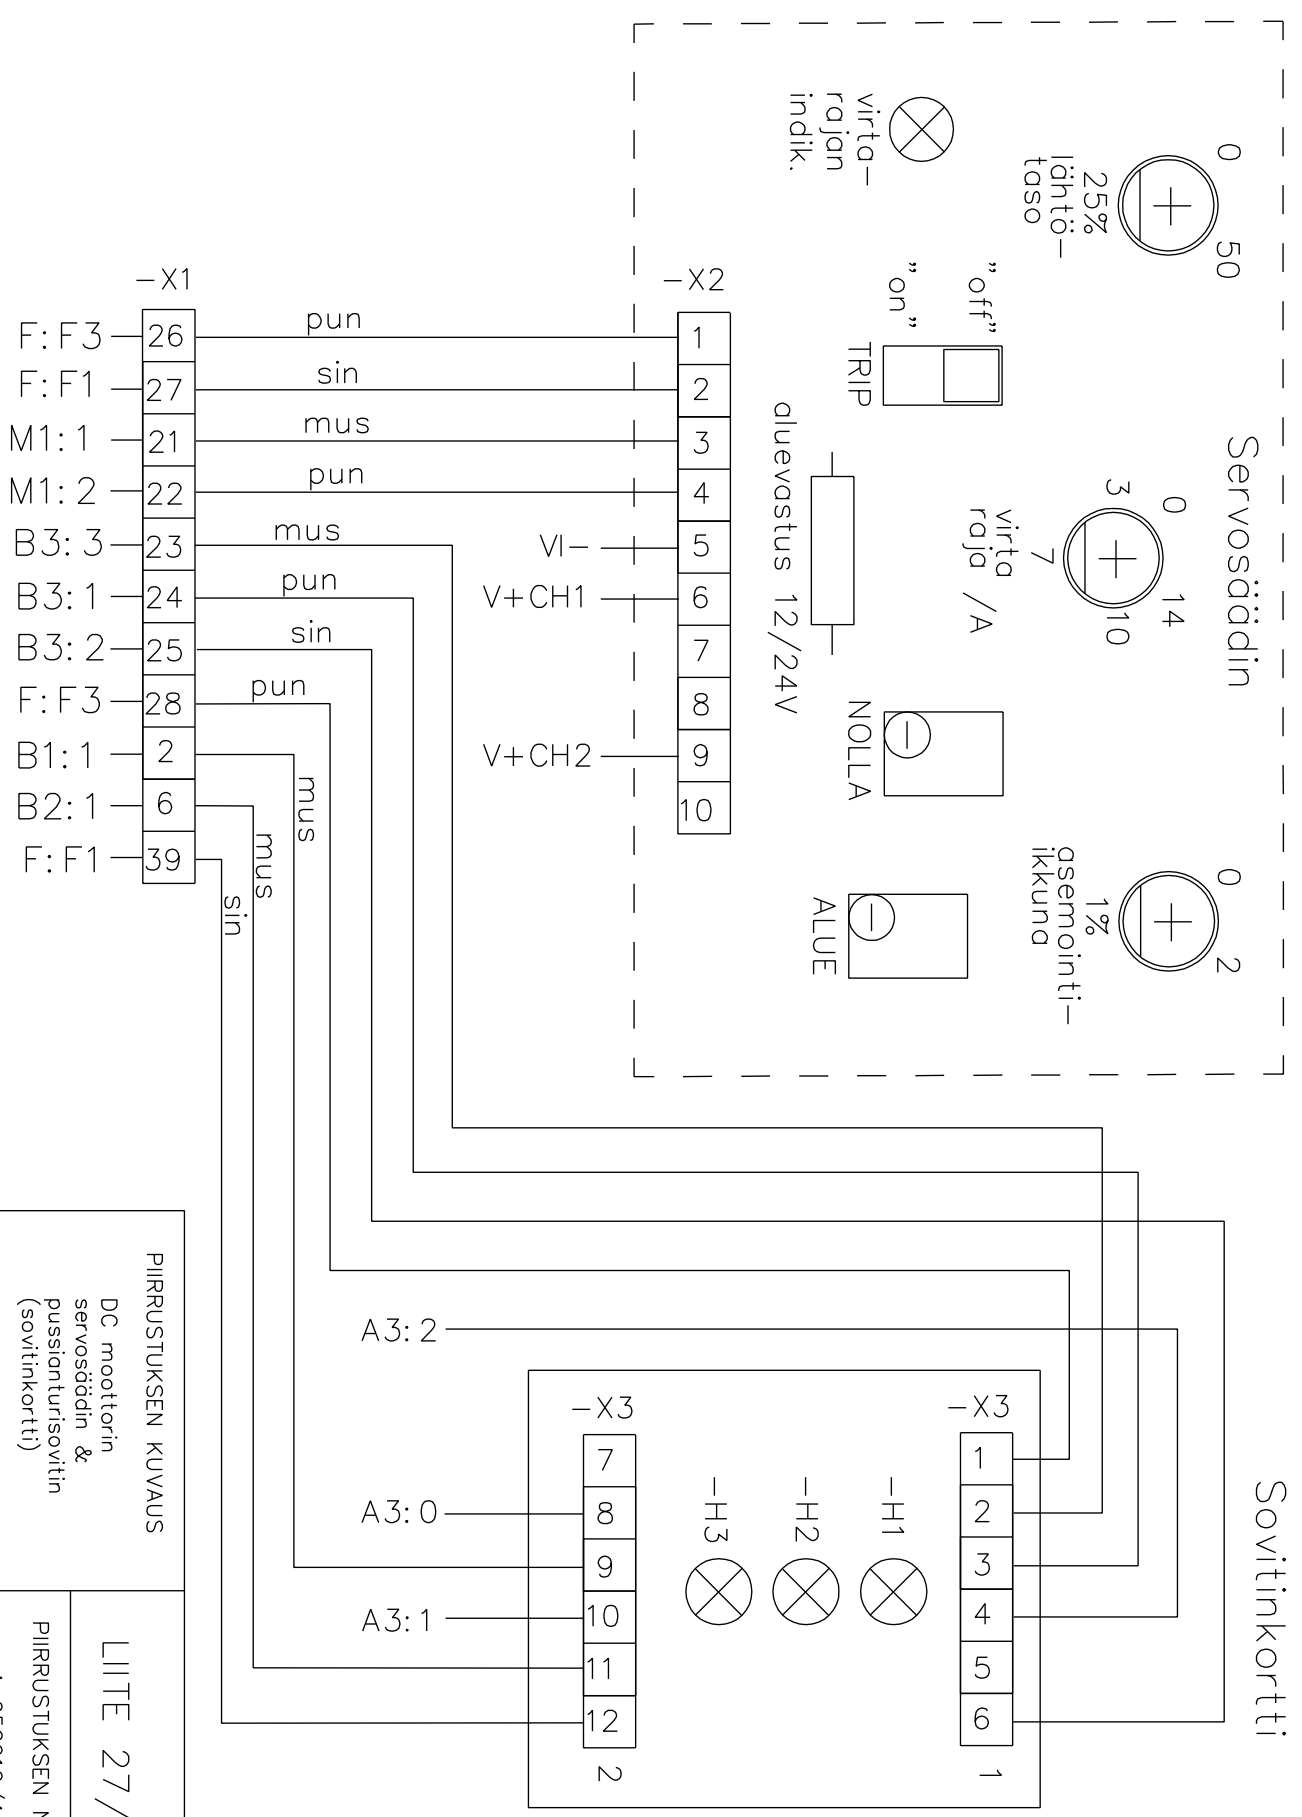 Servosäädin
0
50
25%
lähtö-
taso
virta-
rajan
indik.
"off"
"on"
TRIP
0
3
7
10
14
virta
raja /A
aluevastus 12/24V
NOLLA
ALUE
0
2
1%
asemointi-
ikkuna
-X1
-X2
F:F3 26 pun 1
F:F1 27 sin 2
M1:1 21 mus 3
M1:2 22 pun 4
B3:3 23 mus VI- 5
B3:1 24 pun V+CH1 6
B3:2 25 sin 7
F:F3 28 pun 8
B1:1 2 mus V+CH2 9
B2:1 6 mus 10
F:F1 39 sin
Sovitinkortti
A3:2
-X3
7
A3:0 8
9
A3:1 10
11
12
2
-H3
-H2
-H1
-X3
1
2
3
4
5
6
1
PIIRRUSTUKSEN KUVAUS
DC moottorin
servosäädin &
pussianturisovitin
(sovitinkortti)
LIITE 27/
PIIRRUSTUKSEN